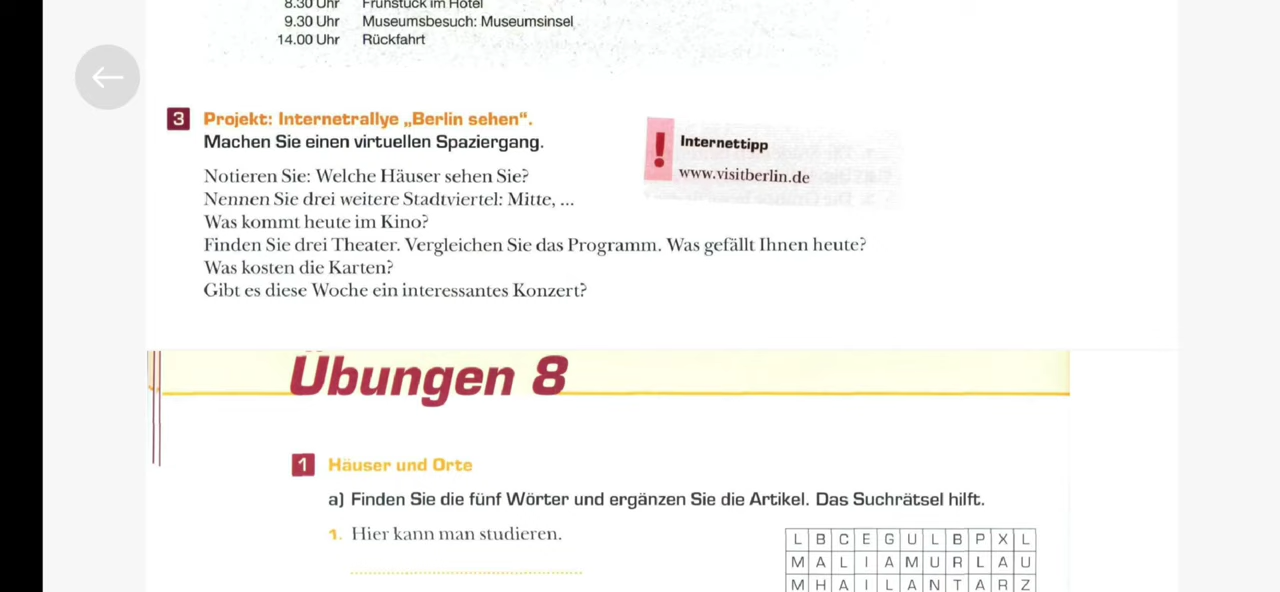 8.30 Uhr Frühstück im Hotel
9.30 Uhr Museumsbesuch: Museumsinsel
14.00 Uhr Rückfahrt
3 Projekt: Internetrallye „Berlin sehen“.
Machen Sie einen virtuellen Spaziergang.
! Internettipp
www.visitberlin.de
Notieren Sie: Welche Häuser sehen Sie?
Nennen Sie drei weitere Stadtviertel: Mitte, ...
Was kommt heute im Kino?
Finden Sie drei Theater. Vergleichen Sie das Programm. Was gefällt Ihnen heute?
Was kosten die Karten?
Gibt es diese Woche ein interessantes Konzert?
Übungen 8
1 Häuser und Orte
a) Finden Sie die fünf Wörter und ergänzen Sie die Artikel. Das Suchrätsel hilft.
1. Hier kann man studieren.
L B C E G U L B P X L
M A L I A M U R L A U
M H A I L A N T A R Z